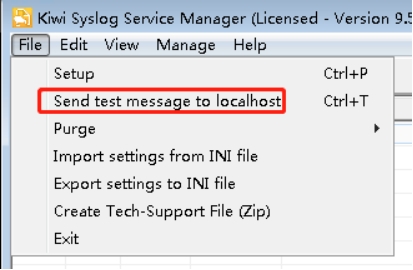 Kiwi Syslog Service Manager (Licensed - Version 9.5
File Edit View Manage Help
Setup Ctrl+P
Send test message to localhost Ctrl+T
Purge
Import settings from INI file
Export settings to INI file
Create Tech-Support File (Zip)
Exit